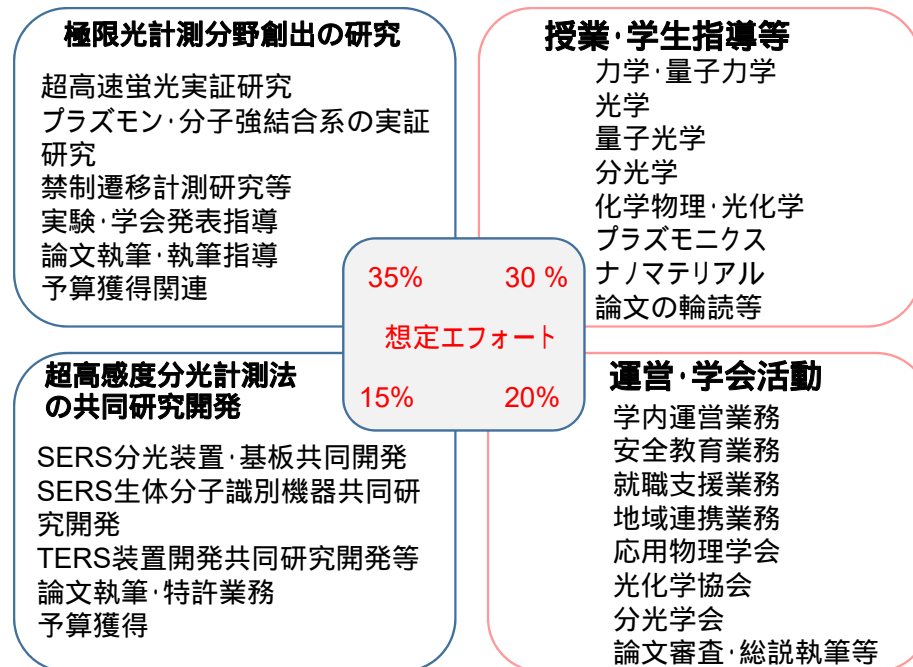 極限光計測分野創出の研究
超高速蛍光実証研究
プラズモン･分子強結合系の実証
研究
禁制遷移計測研究等
実験･学会発表指導
論文執筆･執筆指導
予算獲得関連
授業･学生指導等
力学･量子力学
光学
量子光学
分光学
化学物理･光化学
プラズモニクス
ナノマテリアル
論文の輪読等
35% 30 %
想定エフォート
15% 20%
超高感度分光計測法
の共同研究開発
SERS分光装置･基板共同開発
SERS生体分子識別機器共同研
究開発
TERS装置開発共同研究開発等
論文執筆･特許業務
予算獲得
運営･学会活動
学内運営業務
安全教育業務
就職支援業務
地域連携業務
応用物理学会
光化学協会
分光学会
論文審査･総説執筆等